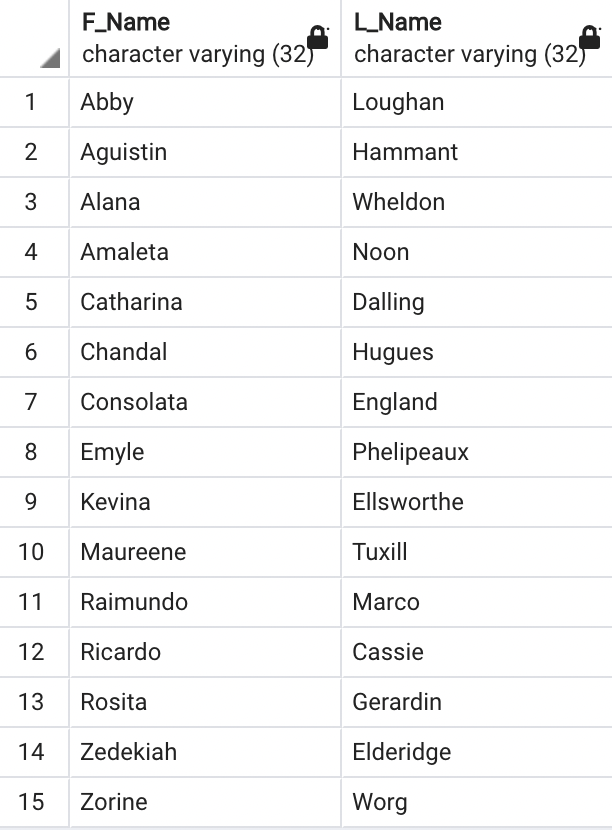 F_Name L_Name
character varying (32) character varying (32)
1 Abby Loughan
2 Aguistin Hammant
3 Alana Wheldon
4 Amaleta Noon
5 Catharina Dalling
6 Chandal Hugues
7 Consolata England
8 Emyle Phelipeaux
9 Kevina Ellsworthe
10 Maureene Tuxill
11 Raimundo Marco
12 Ricardo Cassie
13 Rosita Gerardin
14 Zedekiah Elderidge
15 Zorine Worg